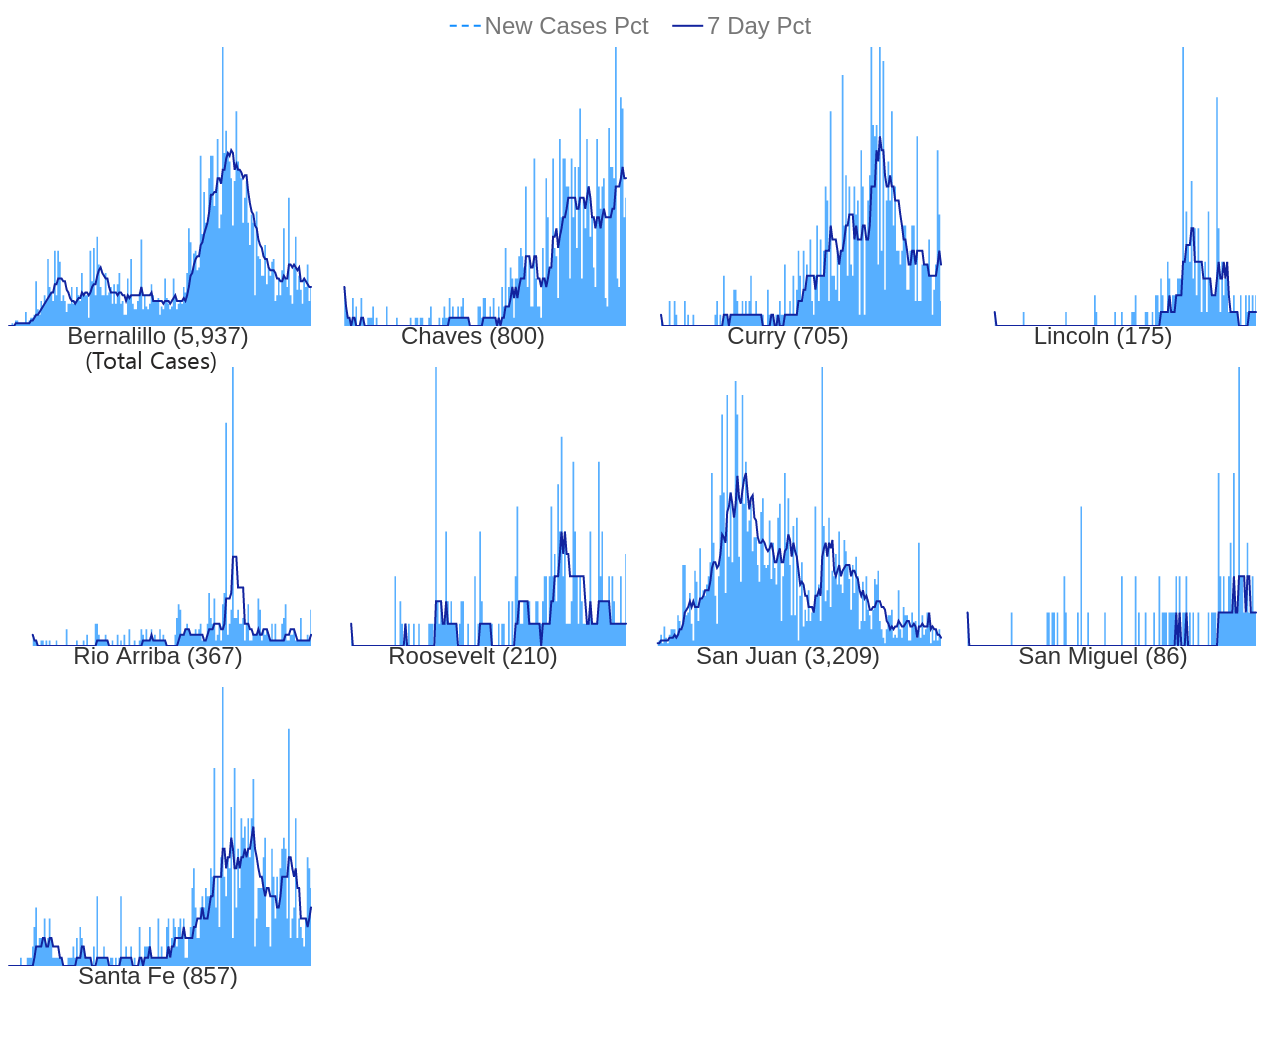 New Cases Pct 7 Day Pct
Bernalillo (5,937) Chaves (800) Curry (705) Lincoln (175)
(Total Cases)
Rio Arriba (367) Roosevelt (210) San Juan (3,209) San Miguel (86)
Santa Fe (857)